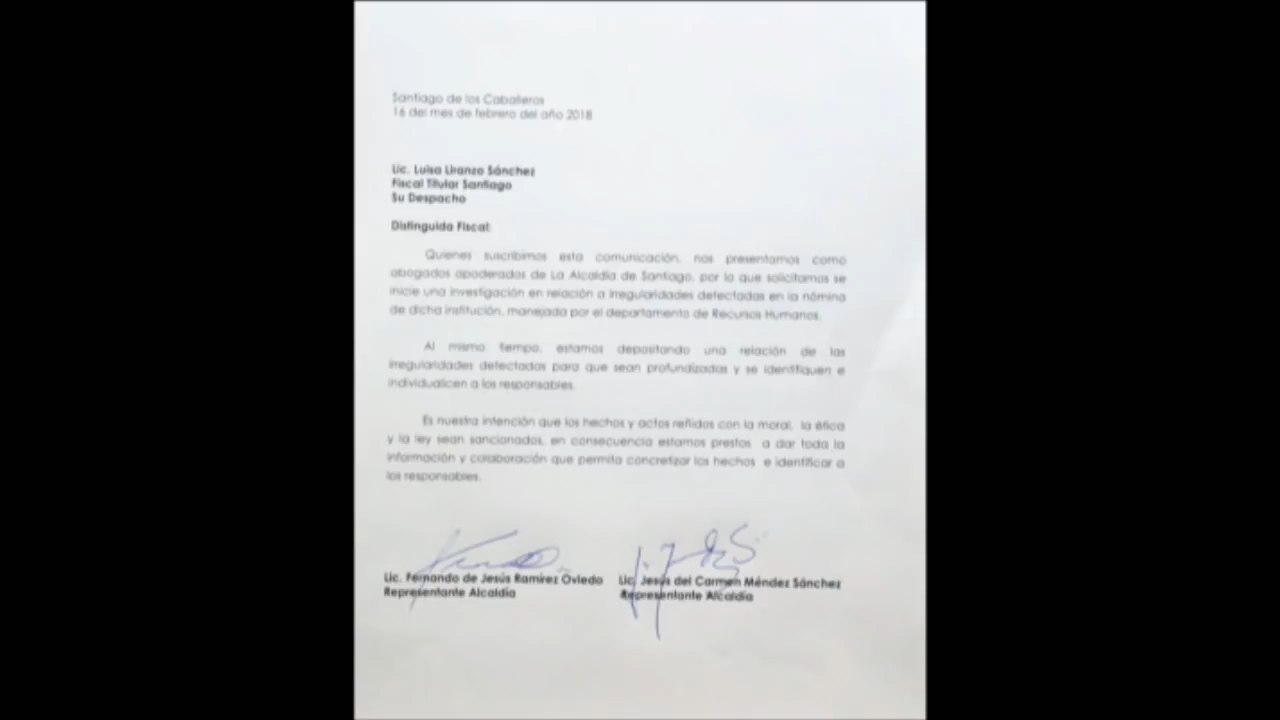 Santiago de los Caballeros
16 del mes de febrero del año 2018
Lic. Luisa Liranzo Sánchez
Fiscal Titular Santiago
Su Despacho
Distinguida Fiscal:
Quienes suscribimos esta comunicación, nos presentamos como
abogados apoderados de La Alcaldía de Santiago, por lo que solicitamos se
inicie una investigación en relación a irregularidades detectadas en la nómina
de dicha institución, manejada por el departamento de Recursos Humanos.
Al mismo tiempo, estamos depositando una relación de las
irregularidades detectadas para que sean profundizadas y se identifiquen e
individualicen a los responsables.
Es nuestra intención que los hechos y actos reñidos con la moral, la ética
y la ley sean sancionados, en consecuencia estamos prestos a dar toda la
información y colaboración que permita concretizar los hechos e identificar a
los responsables.
Lic. Fernando de Jesús Ramírez Oviedo Lic. Jesús del Carmen Méndez Sánchez
Representante Alcaldía Representante Alcaldía